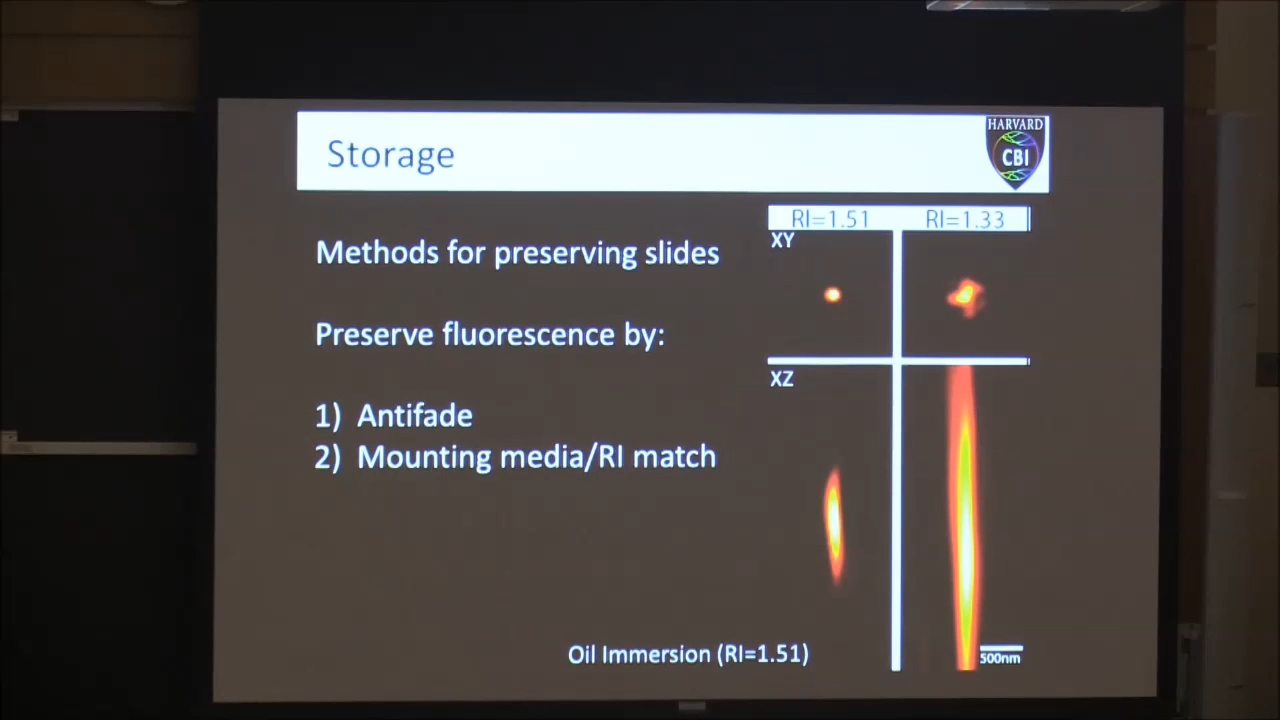 Storage
HARVARD
CBI
Methods for preserving slides
Preserve fluorescence by:
1) Antifade
2) Mounting media/RI match
RI=1.51 RI=1.33
XY
XZ
500nm
Oil Immersion (RI=1.51)